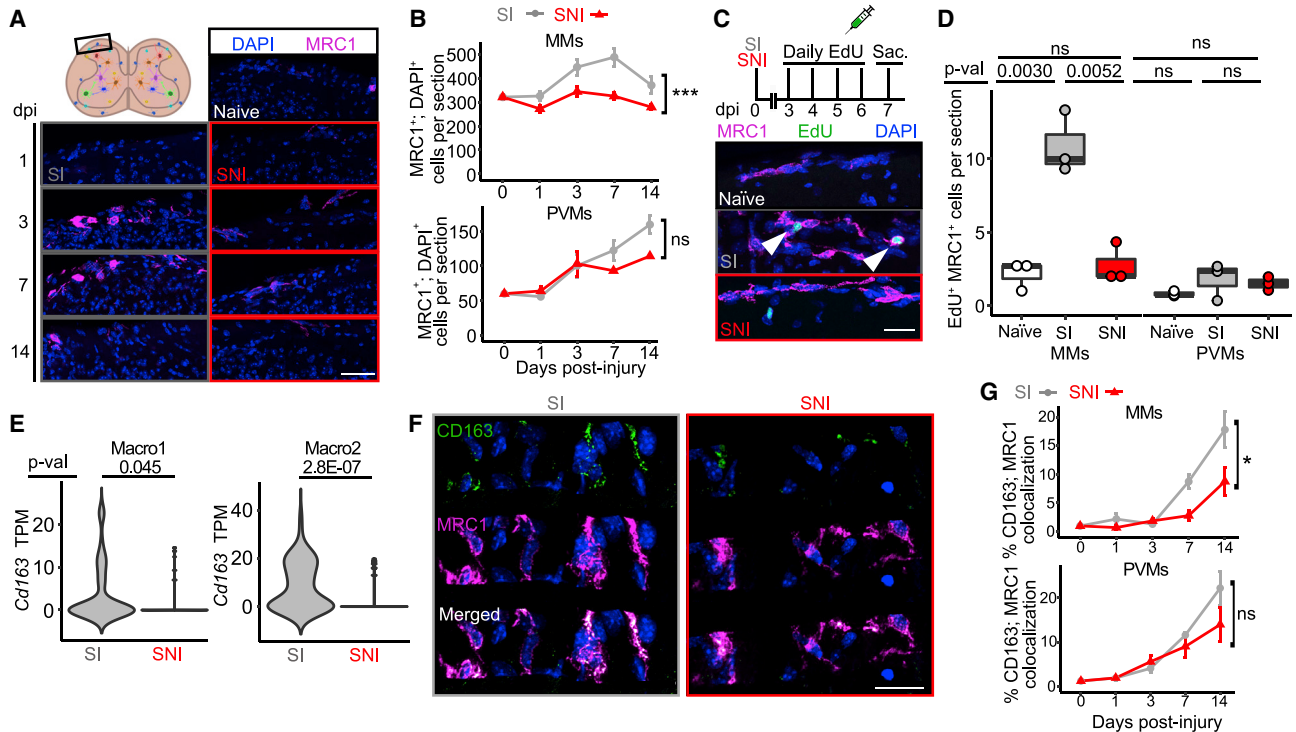 A
DAPI MRC1
dpi
Naive
1
SI
SNI
3
7
14
B
SI SNI
MMs
MRC1+; DAPI+
cells per section
500
400
300
200
100
0
***
0 1 3 7 14
PVMs
MRC1+; DAPI+
cells per section
150
100
50
0
ns
0 1 3 7 14
Days post-injury
C
SI
SNI
Daily EdU Sac.
dpi 0 3 4 5 6 7
MRC1 EdU DAPI
Naïve
SI
SNI
D
ns ns
p-val 0.0030 0.0052 ns ns
EdU+ MRC1+ cells per section
10
5
0
Naïve SI SNI Naïve SI SNI
MMs PVMs
E
p-val
Macro1
0.045
Macro2
2.8E-07
Cd163 TPM
20
10
0
SI SNI
Cd163 TPM
40
20
0
SI SNI
F
SI SNI
CD163
MRC1
Merged
G
SI SNI
MMs
% CD163; MRC1
colocalization
20
15
10
5
0
*
0 1 3 7 14
PVMs
% CD163; MRC1
colocalization
20
10
0
ns
0 1 3 7 14
Days post-injury